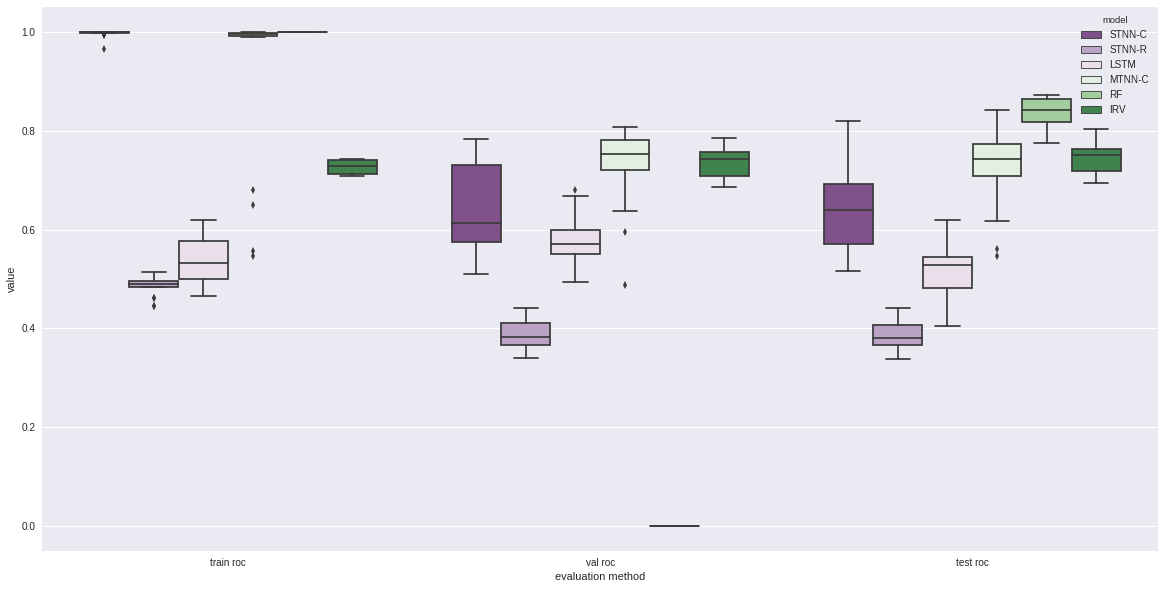 model
STNN-C
STNN-R
LSTM
MTNN-C
RF
IRV
1.0
0.8
0.6
0.4
0.2
0.0
value
train roc
val roc
test roc
evaluation method